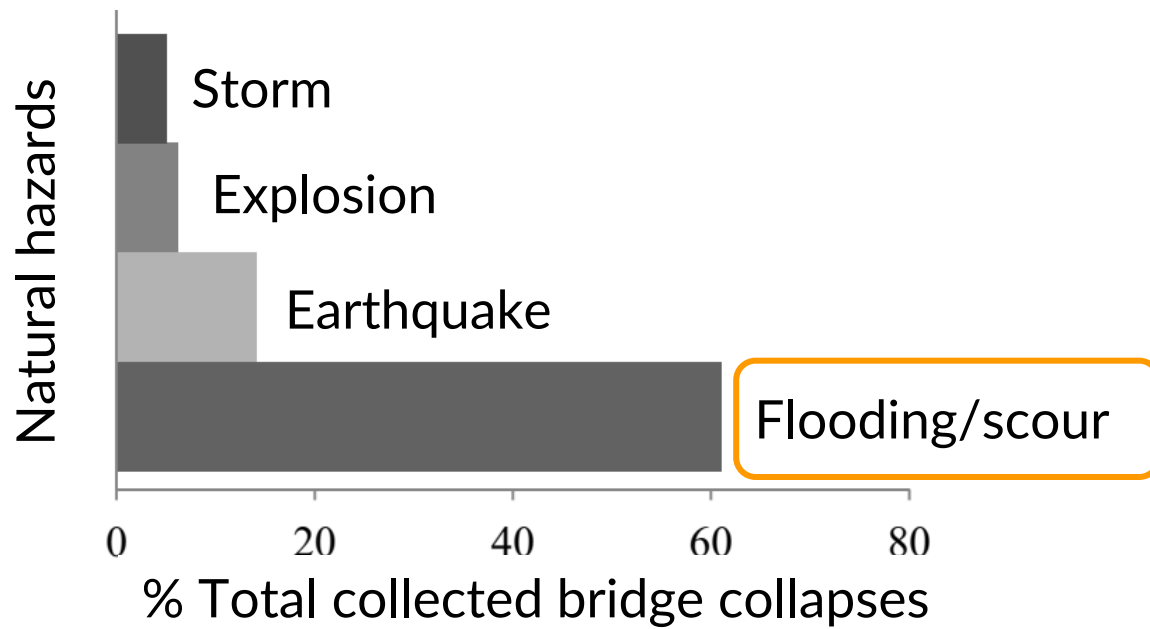 Natural hazards
Storm
Explosion
Earthquake
Flooding/scour
0 20 40 60 80
% Total collected bridge collapses